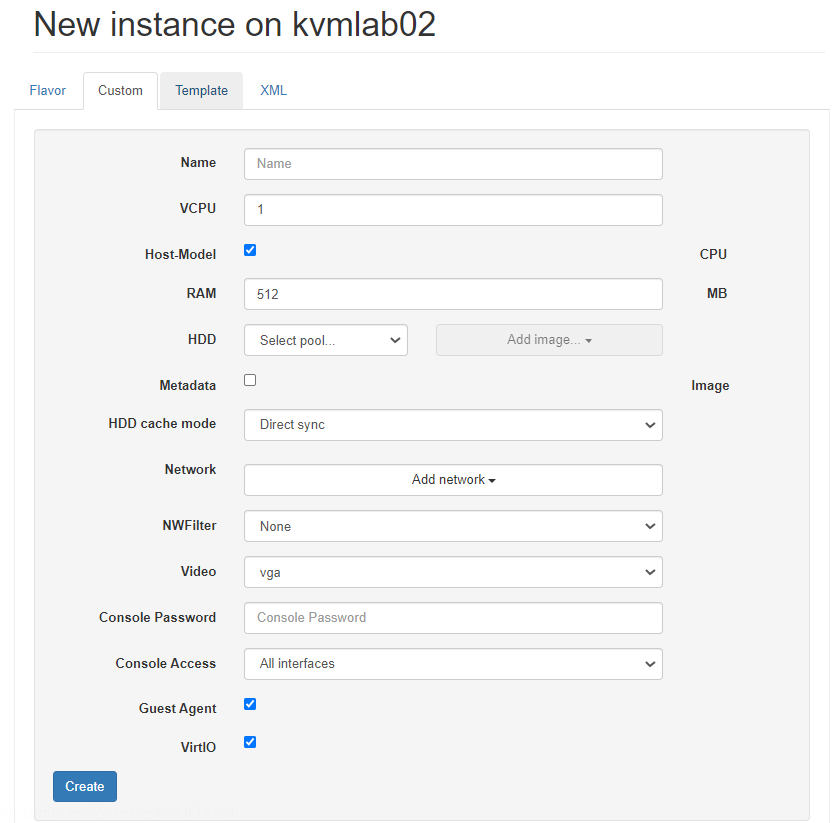 New instance on kvmlab02
Flavor Custom Template XML
Name Name
VCPU 1
Host-Model CPU
RAM 512 MB
HDD Select pool... Add image...
Metadata Image
HDD cache mode Direct sync
Network Add network
NWFilter None
Video vga
Console Password Console Password
Console Access All interfaces
Guest Agent
VirtIO
Create